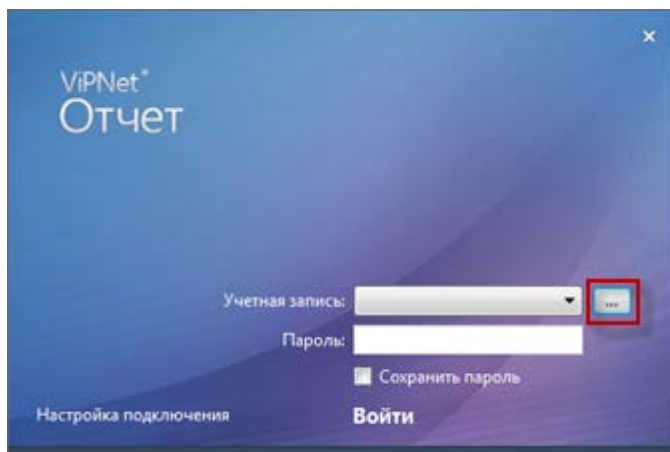 ViPNet*
Отчет
Учетная запись:
...
Пароль:
Сохранить пароль
Настройка подключения
Войти